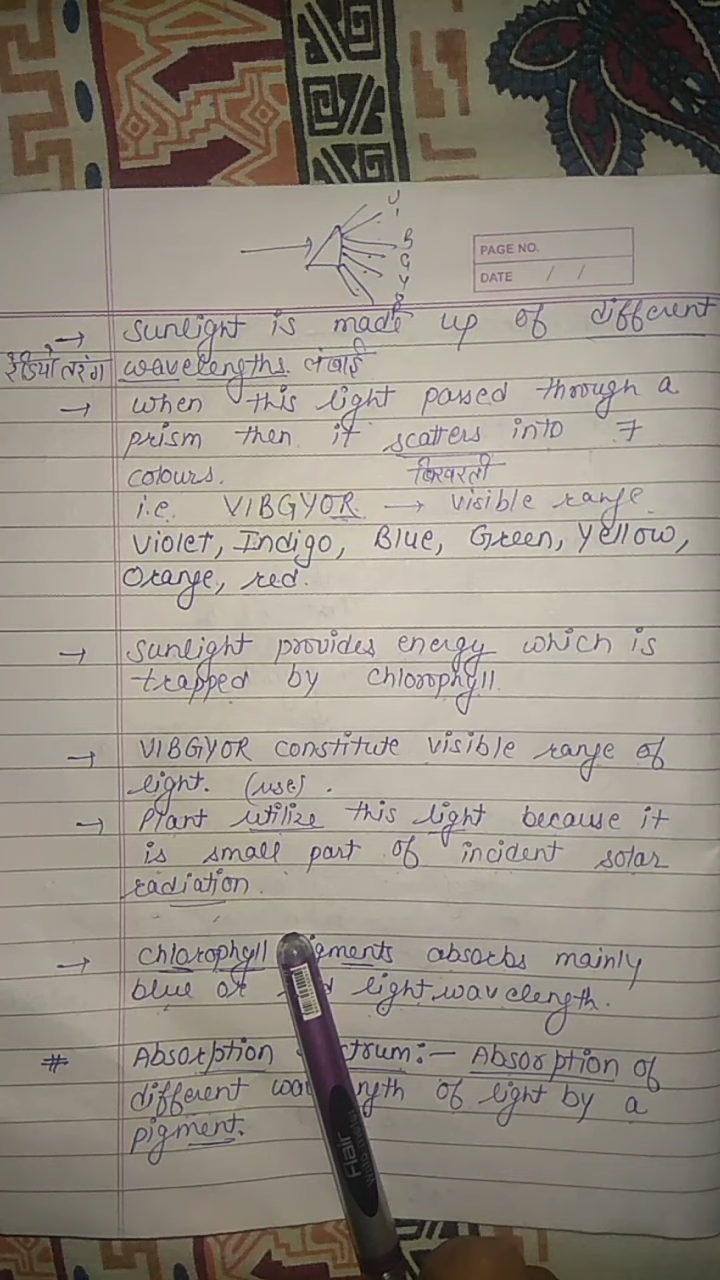 V
I
B
G
Y
PAGE NO.
DATE / /
→ sunlight is made up of different
रेडियो तरंग wavelengths. लंबाई
→ when this light passed through a
prism then it scatters into 7
colours. बिखरती
i.e. VIBGYOR → visible range.
Violet, Indigo, Blue, Green, Yellow,
Orange, red.
→ sunlight provides energy which is
trapped by chlorophyll
→ VIBGYOR constitute visible range of
light. (use).
→ Plant utilize this light because it
is small part of incident solar
radiation.
→ chlorophyll pigments absorbs mainly
blue or light wavelength.
# Absorption :- Absorption of
different of light by a
pigment.
Flair